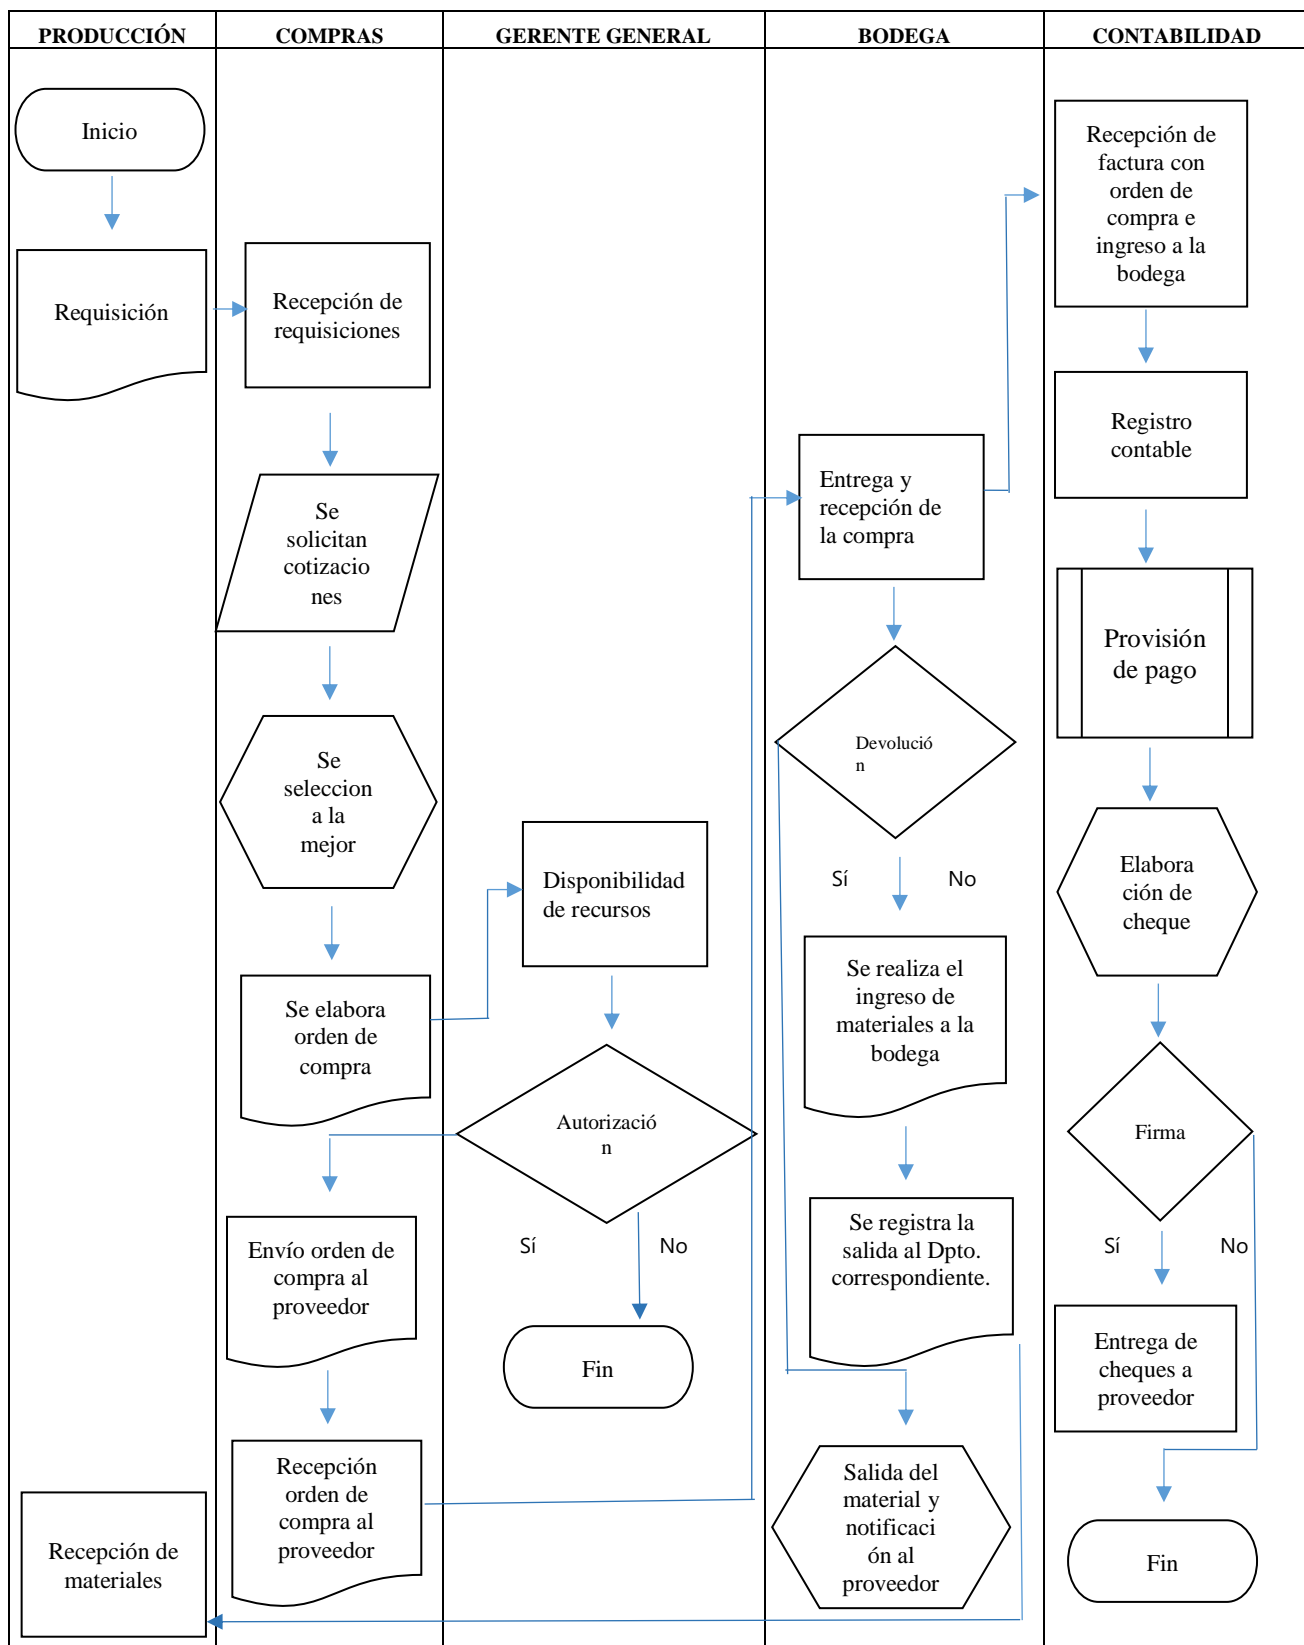 PRODUCCIÓN
COMPRAS
GERENTE GENERAL
BODEGA
CONTABILIDAD
Inicio
Requisición
Recepción de
materiales
Recepción de
requisiciones
Se
solicitan
cotizacio
nes
Se
seleccion
a la
mejor
Se elabora
orden de
compra
Envío orden de
compra al
proveedor
Recepción
orden de
compra al
proveedor
Disponibilidad
de recursos
Autorizació
n
Sí
No
Fin
Entrega y
recepción de
la compra
Devolució
n
Sí
No
Se realiza el
ingreso de
materiales a la
bodega
Se registra la
salida al Dpto.
correspondiente.
Salida del
material y
notificaci
ón al
proveedor
Recepción de
factura con
orden de
compra e
ingreso a la
bodega
Registro
contable
Provisión
de pago
Elabora
ción de
cheque
Firma
Sí
No
Entrega de
cheques a
proveedor
Fin